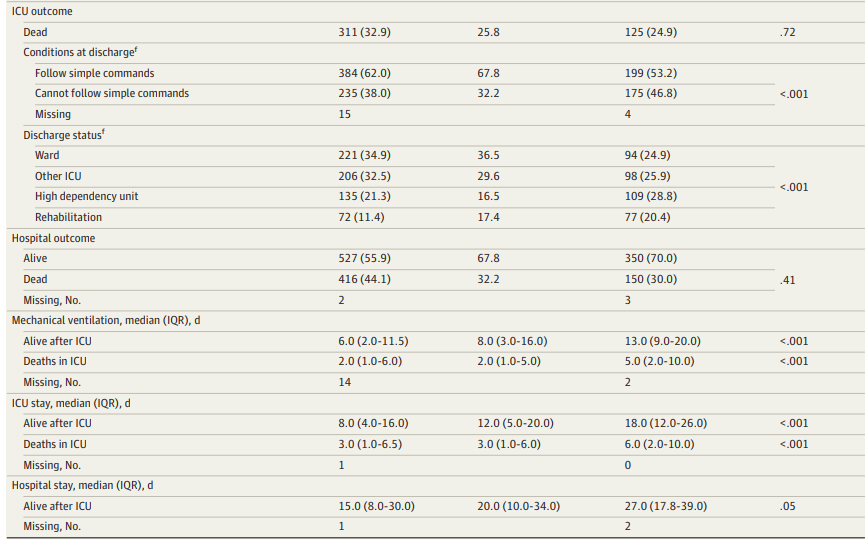 ICU outcome
Dead 311 (32.9) 25.8 125 (24.9) .72
Conditions at dischargef
Follow simple commands 384 (62.0) 67.8 199 (53.2)
Cannot follow simple commands 235 (38.0) 32.2 175 (46.8) <.001
Missing 15 4
Discharge statusf
Ward 221 (34.9) 36.5 94 (24.9)
Other ICU 206 (32.5) 29.6 98 (25.9) <.001
High dependency unit 135 (21.3) 16.5 109 (28.8)
Rehabilitation 72 (11.4) 17.4 77 (20.4)
Hospital outcome
Alive 527 (55.9) 67.8 350 (70.0)
Dead 416 (44.1) 32.2 150 (30.0) .41
Missing, No. 2 3
Mechanical ventilation, median (IQR), d
Alive after ICU 6.0 (2.0-11.5) 8.0 (3.0-16.0) 13.0 (9.0-20.0) <.001
Deaths in ICU 2.0 (1.0-6.0) 2.0 (1.0-5.0) 5.0 (2.0-10.0) <.001
Missing, No. 14 2
ICU stay, median (IQR), d
Alive after ICU 8.0 (4.0-16.0) 12.0 (5.0-20.0) 18.0 (12.0-26.0) <.001
Deaths in ICU 3.0 (1.0-6.5) 3.0 (1.0-6.0) 6.0 (2.0-10.0) <.001
Missing, No. 1 0
Hospital stay, median (IQR), d
Alive after ICU 15.0 (8.0-30.0) 20.0 (10.0-34.0) 27.0 (17.8-39.0) .05
Missing, No. 1 2